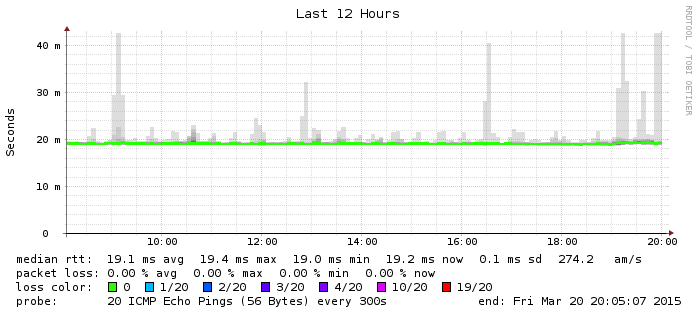 Last 12 Hours
RRDTOOL / TOBI OETIKER
Seconds
40 m
30 m
20 m
10 m
0
10:00 12:00 14:00 16:00 18:00 20:00
median rtt: 19.1 ms avg 19.4 ms max 19.0 ms min 19.2 ms now 0.1 ms sd 274.2 am/s
packet loss: 0.00 % avg 0.00 % max 0.00 % min 0.00 % now
loss color: 0 1/20 2/20 3/20 4/20 10/20 19/20
probe: 20 ICMP Echo Pings (56 Bytes) every 300s end: Fri Mar 20 20:05:07 2015